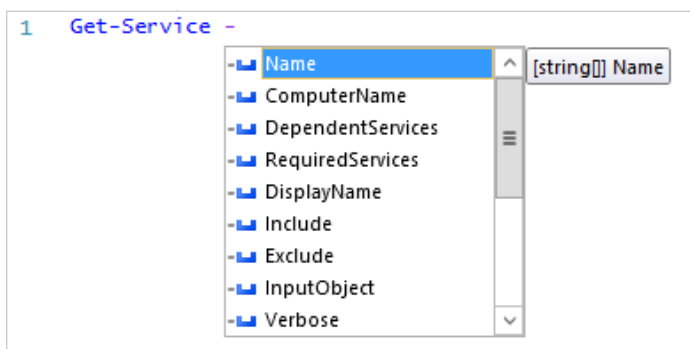 1 Get-Service -
Name [string[]] Name
ComputerName
DependentServices
RequiredServices
DisplayName
Include
Exclude
InputObject
Verbose